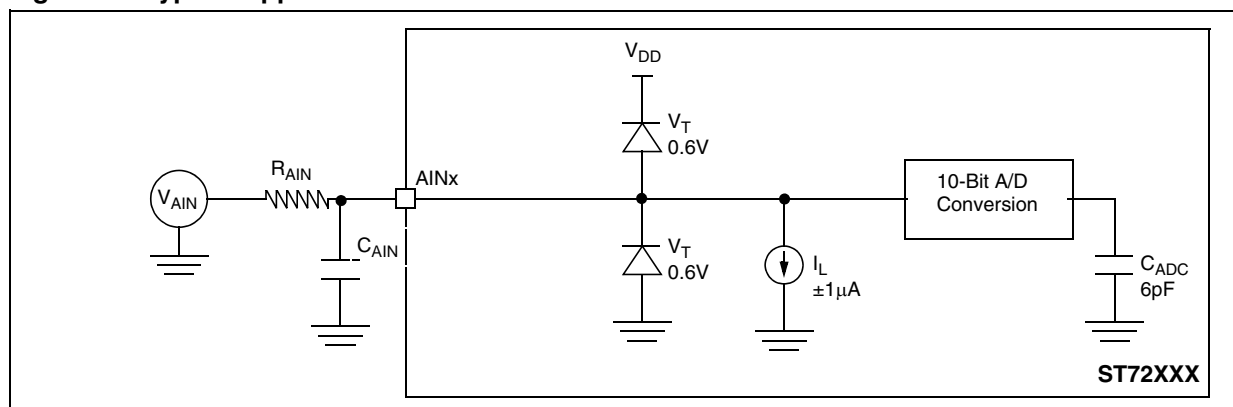 V_DD
V_T
0.6V
R_AIN
AINx
10-Bit A/D
Conversion
V_AIN
C_AIN
V_T
0.6V
I_L
±1µA
C_ADC
6pF
ST72XXX